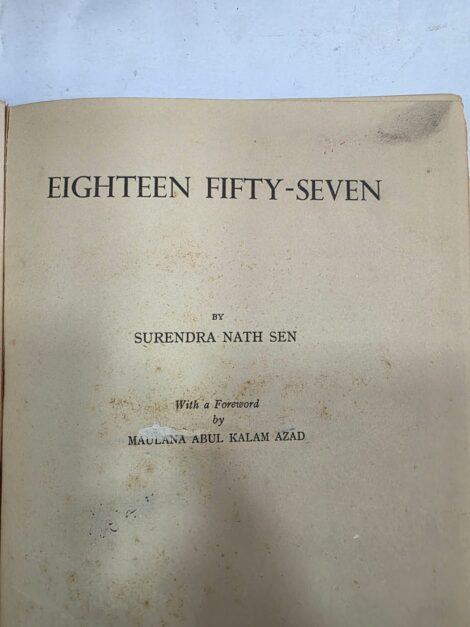 EIGHTEEN FIFTY-SEVEN
BY
SURENDRA NATH SEN
With a Foreword
by
MAULANA ABUL KALAM AZAD